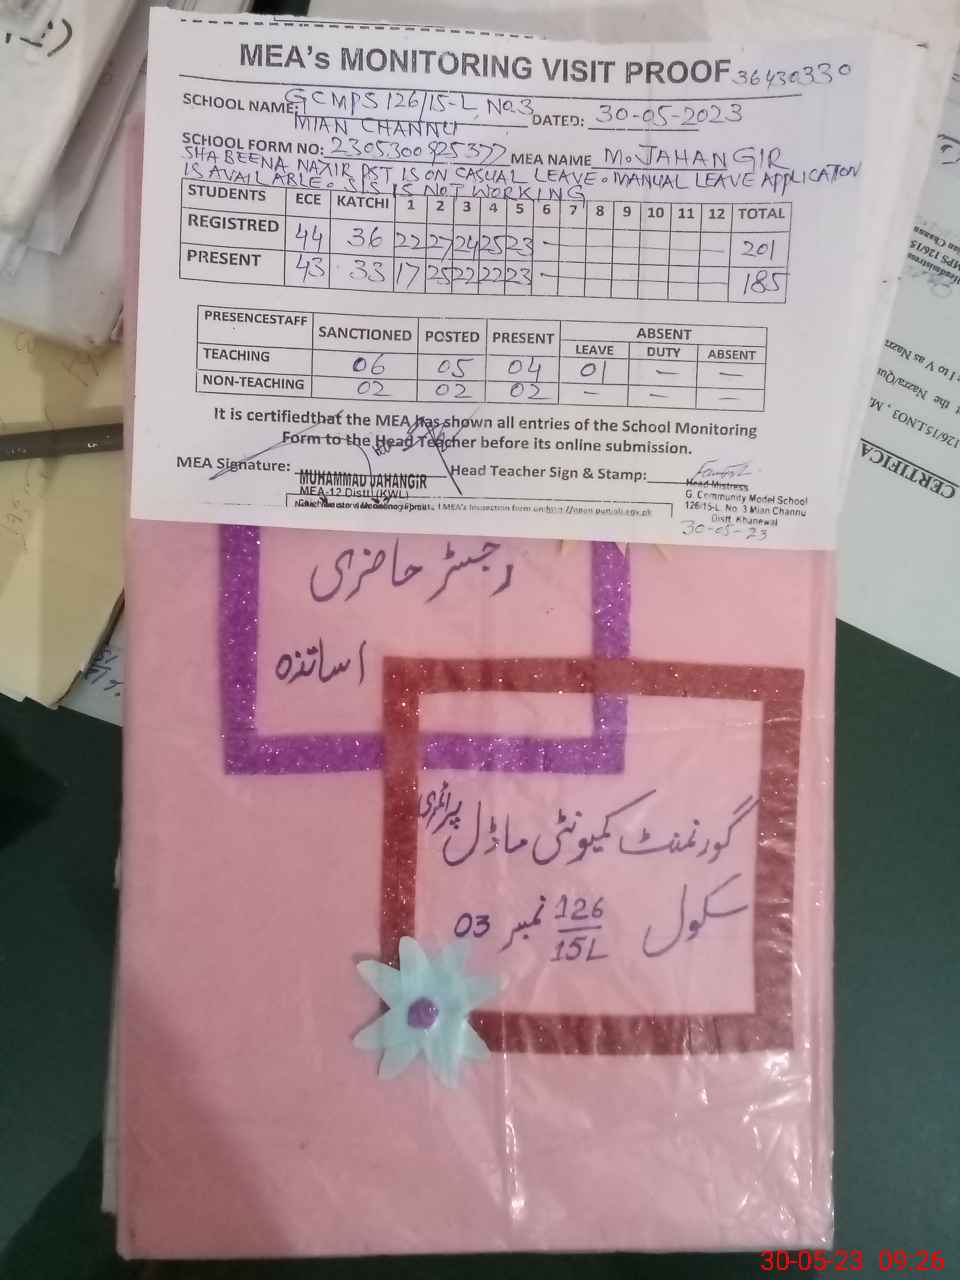 MEA's MONITORING VISIT PROOF 36430330
SCHOOL NAME: GCMPS 126/15-L, No.3 DATED: 30-05-2023
MIAN CHANNU
SCHOOL FORM NO: 2305300925377 MEA NAME M. JAHANGIR
SHABEENA NAZIR PST IS ON CASUAL LEAVE. MANUAL LEAVE APPLICATION
IS AVAILABLE. SIS IS NOT WORKING
STUDENTS ECE KATCHI 1 2 3 4 5 6 7 8 9 10 11 12 TOTAL
REGISTRED 44 36 22 27 24 25 23 – 201
PRESENT 43 33 17 25 22 22 23 – 185
PRESENCESTAFF SANCTIONED POSTED PRESENT ABSENT
LEAVE DUTY ABSENT
TEACHING 06 05 04 01 – –
NON-TEACHING 02 02 02 – – –
It is certifiedthat the MEA has shown all entries of the School Monitoring
Form to the Head Teacher before its online submission.
MEA Signature: Head Teacher Sign & Stamp:
MUHAMMAD JAHANGIR
MEA-12 Distt (KWL)
Head Mistress
G. Community Model School
126/15-L. No. 3 Mian Channu
Distt. Khanewal
30-05-23
رجسٹر حاضری
اساتذہ
گورنمنٹ کمیونٹی ماڈل پرائمری
سکول 126/15L نمبر 03
CERTIFICA
30-05-23 09:26